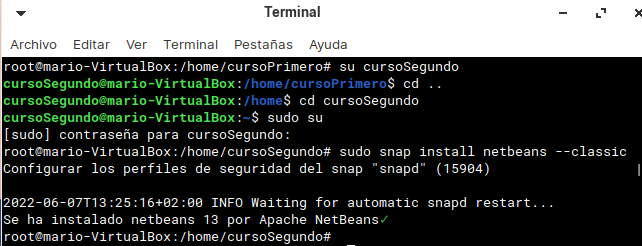 Terminal
Archivo Editar Ver Terminal Pestañas Ayuda
root@mario-VirtualBox:/home/cursoPrimero# su cursoSegundo
cursoSegundo@mario-VirtualBox:/home/cursoPrimero$ cd ..
cursoSegundo@mario-VirtualBox:/home$ cd cursoSegundo
cursoSegundo@mario-VirtualBox:~$ sudo su
[sudo] contraseña para cursoSegundo:
root@mario-VirtualBox:/home/cursoSegundo# sudo snap install netbeans --classic
Configurar los perfiles de seguridad del snap "snapd" (15904)
2022-06-07T13:25:16+02:00 INFO Waiting for automatic snapd restart...
Se ha instalado netbeans 13 por Apache NetBeans✓
root@mario-VirtualBox:/home/cursoSegundo#